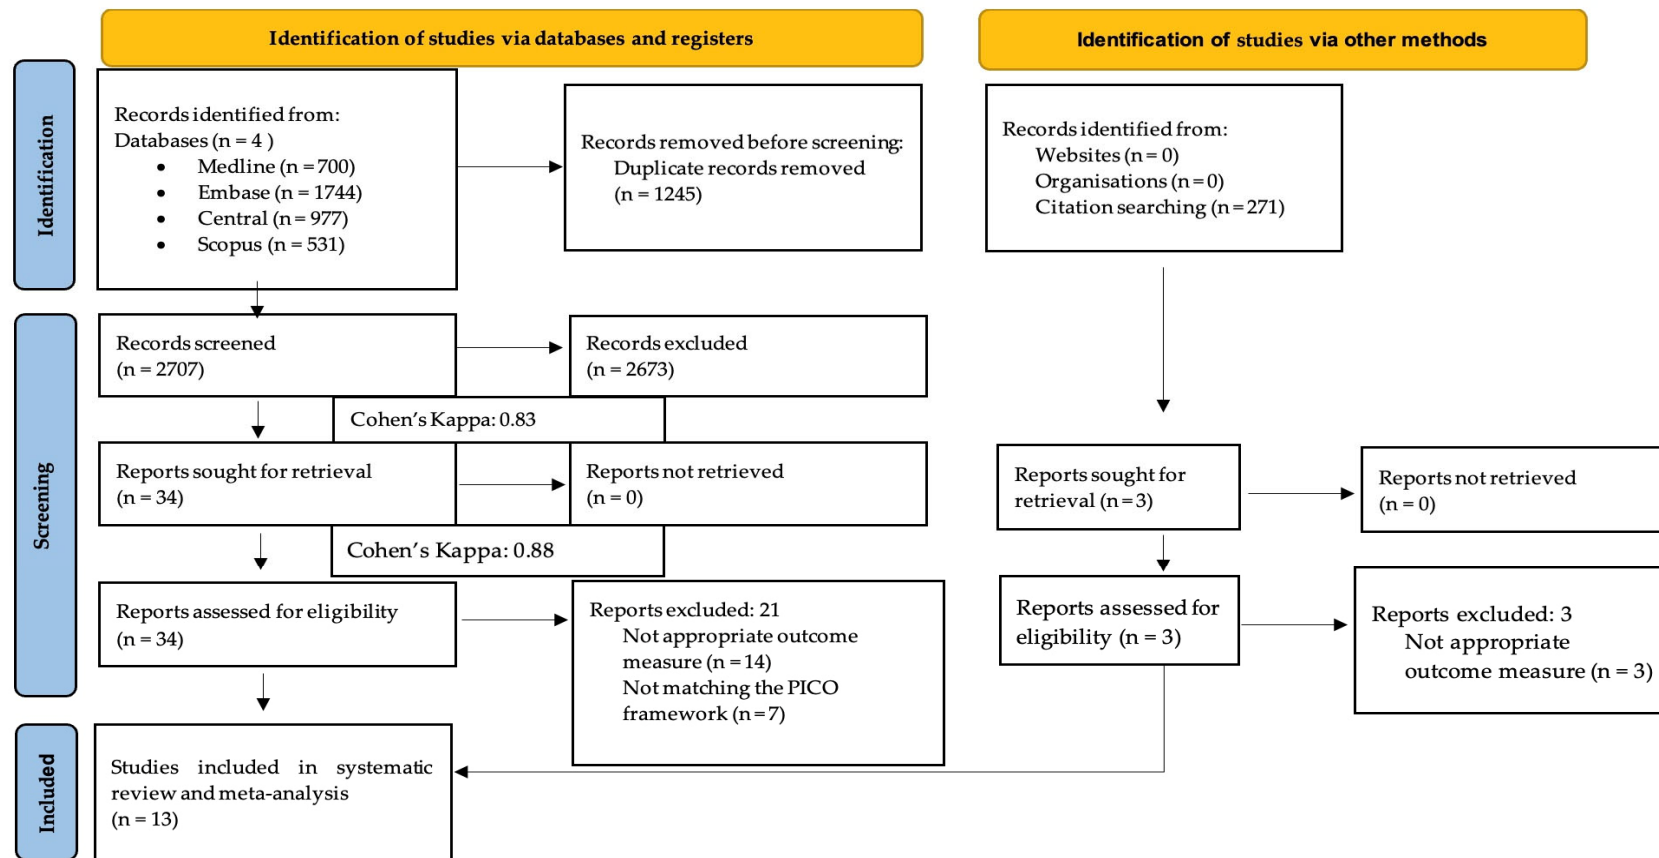 Identification of studies via databases and registers
Identification of studies via other methods
Identification
Records identified from:
Databases (n = 4 )
• Medline (n = 700)
• Embase (n = 1744)
• Central (n = 977)
• Scopus (n = 531)
Records removed before screening:
Duplicate records removed
(n = 1245)
Records identified from:
Websites (n = 0)
Organisations (n = 0)
Citation searching (n = 271)
Screening
Records screened
(n = 2707)
Records excluded
(n = 2673)
Cohen's Kappa: 0.83
Reports sought for retrieval
(n = 34)
Reports not retrieved
(n = 0)
Reports sought for
retrieval (n = 3)
Reports not retrieved
(n = 0)
Cohen's Kappa: 0.88
Reports assessed for eligibility
(n = 34)
Reports excluded: 21
Not appropriate outcome
measure (n = 14)
Not matching the PICO
framework (n = 7)
Reports assessed for
eligibility (n = 3)
Reports excluded: 3
Not appropriate
outcome measure (n = 3)
Included
Studies included in systematic
review and meta-analysis
(n = 13)